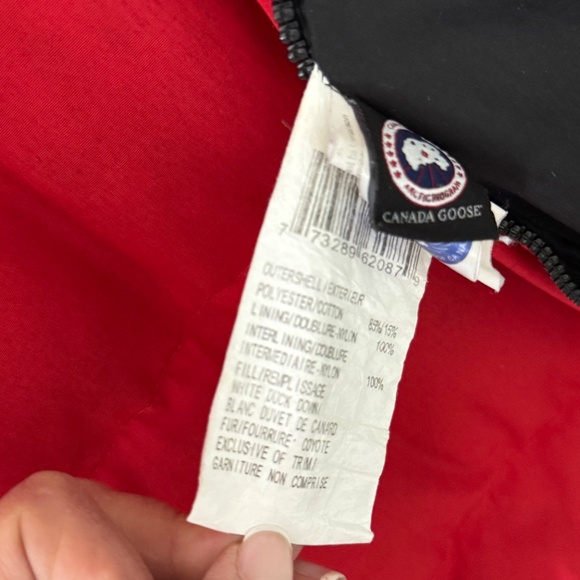 ARCTIC PROGRAM
CANADA GOOSE
7 73289 62087 9
OUTERSHELL/EXTERIEUR
POLYESTER/COTTON 85%/15%
LINING/DOUBLURE-NYLON 100%
INTERLINING/DOUBLURE
INTERMEDIAIRE-NYLON 100%
FILL/REMPLISSAGE
WHITE DUCK DOWN/
BLANC DUVET DE CANARD
FUR/FOURRURE- COYOTE
EXCLUSIVE OF TRIM/
GARNITURE NON COMPRISE